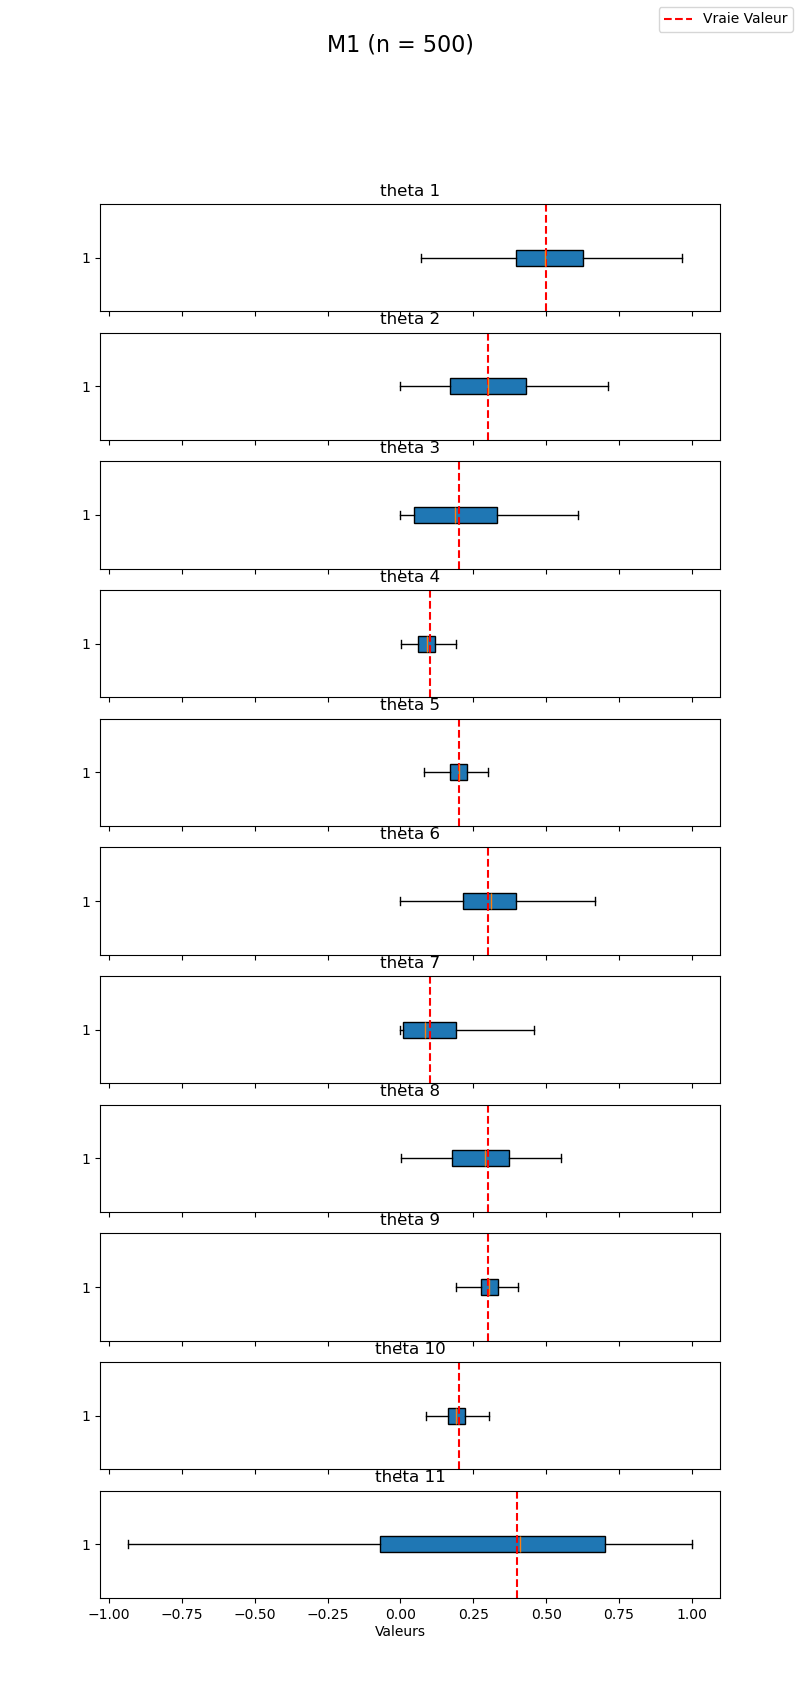 Vraie Valeur
M1 (n = 500)
theta 1
1
theta 2
1
theta 3
1
theta 4
1
theta 5
1
theta 6
1
theta 7
1
theta 8
1
theta 9
1
theta 10
1
theta 11
1
−1.00 −0.75 −0.50 −0.25 0.00 0.25 0.50 0.75 1.00
Valeurs